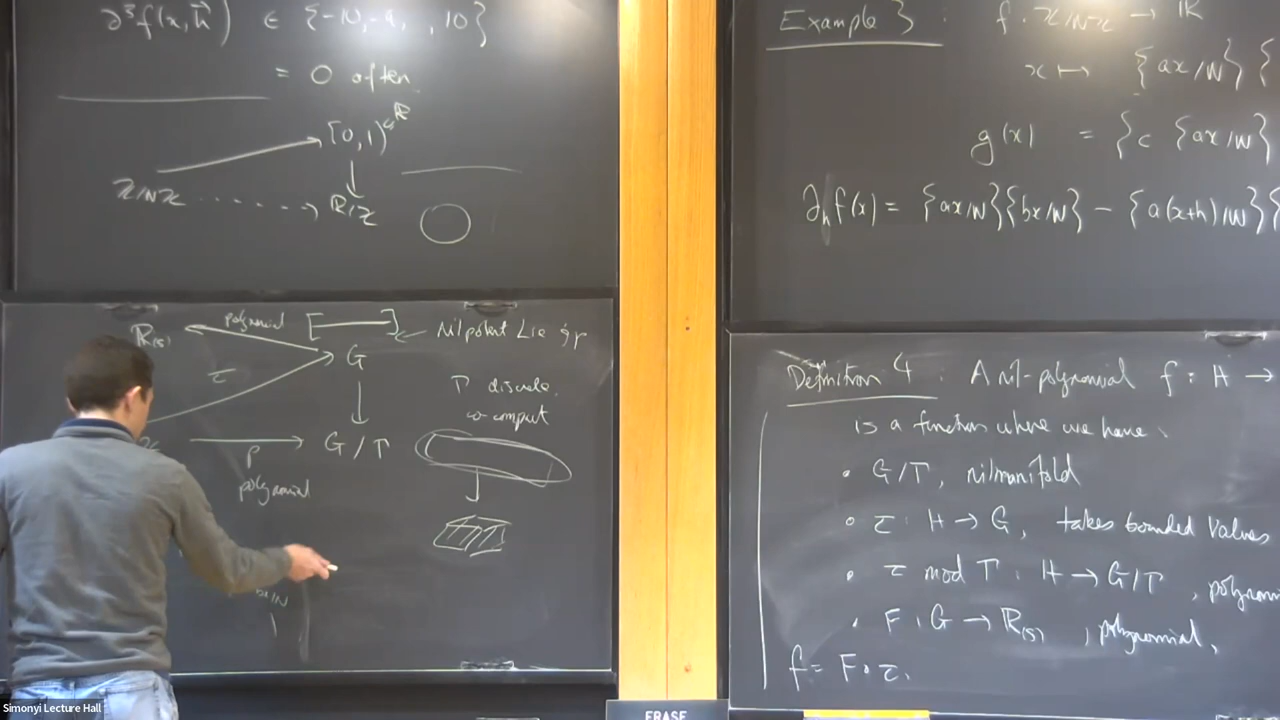 ∂³f(x, h⃗) ∈ {-10, -9, , 10}
= 0 often
[0,1) ⊂ ℝ
ℤ/Nℤ
ℝ/ℤ
ℝ(s)
polynomial
Nilpotent Lie gp
τ
G
Γ discrete,
co-compact
p
G/Γ
polynomial
bx/N
1
Example 3 : f : ℤ/Nℤ → ℝ
x ↦ {ax/N} {
g(x) = {c {ax/N}
∂ₕf(x) = {ax/N}{bx/N} - {a(x+h)/N}{
Definition 4 : A nil-polynomial f : H →
is a function where we have:
• G/Γ, nilmanifold
• τ : H → G, takes bounded values
• τ mod Γ : H → G/Γ, polynom
• F : G → ℝ(s), polynomial,
f = F ∘ τ.
ERASE
Simonyi Lecture Hall